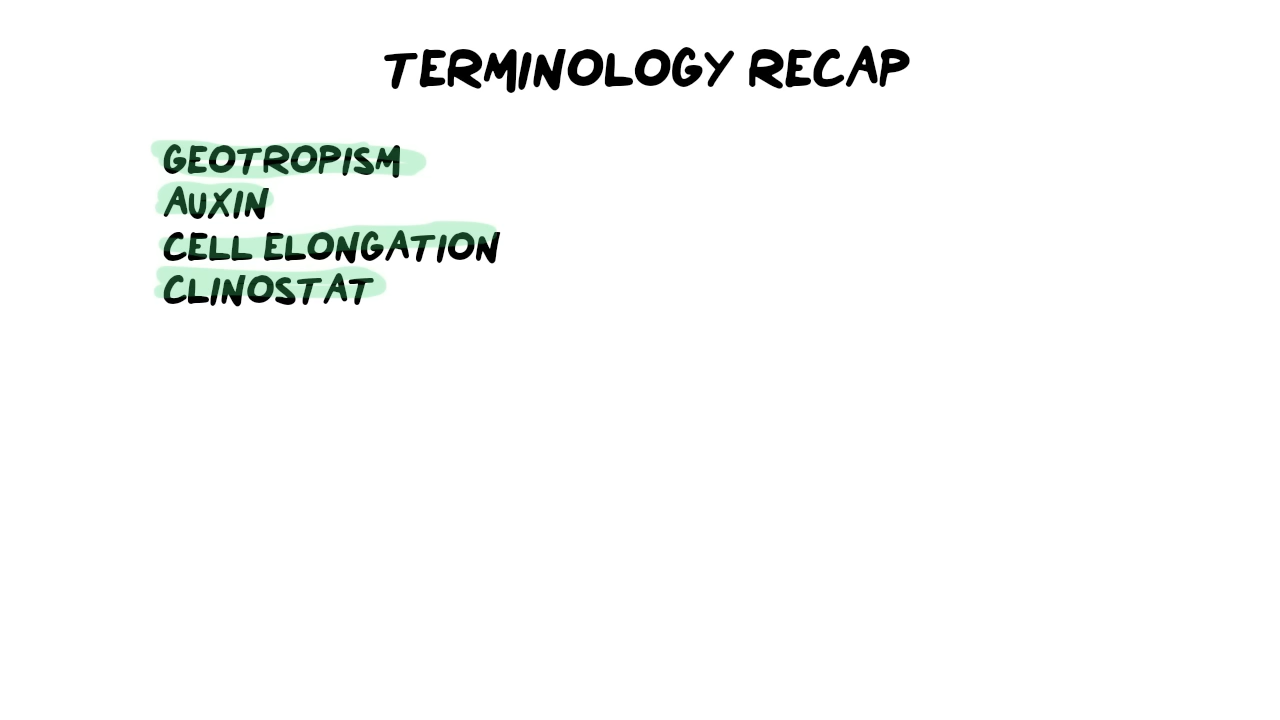 TERMINOLOGY RECAP
GEOTROPISM
AUXIN
CELL ELONGATION
CLINOSTAT